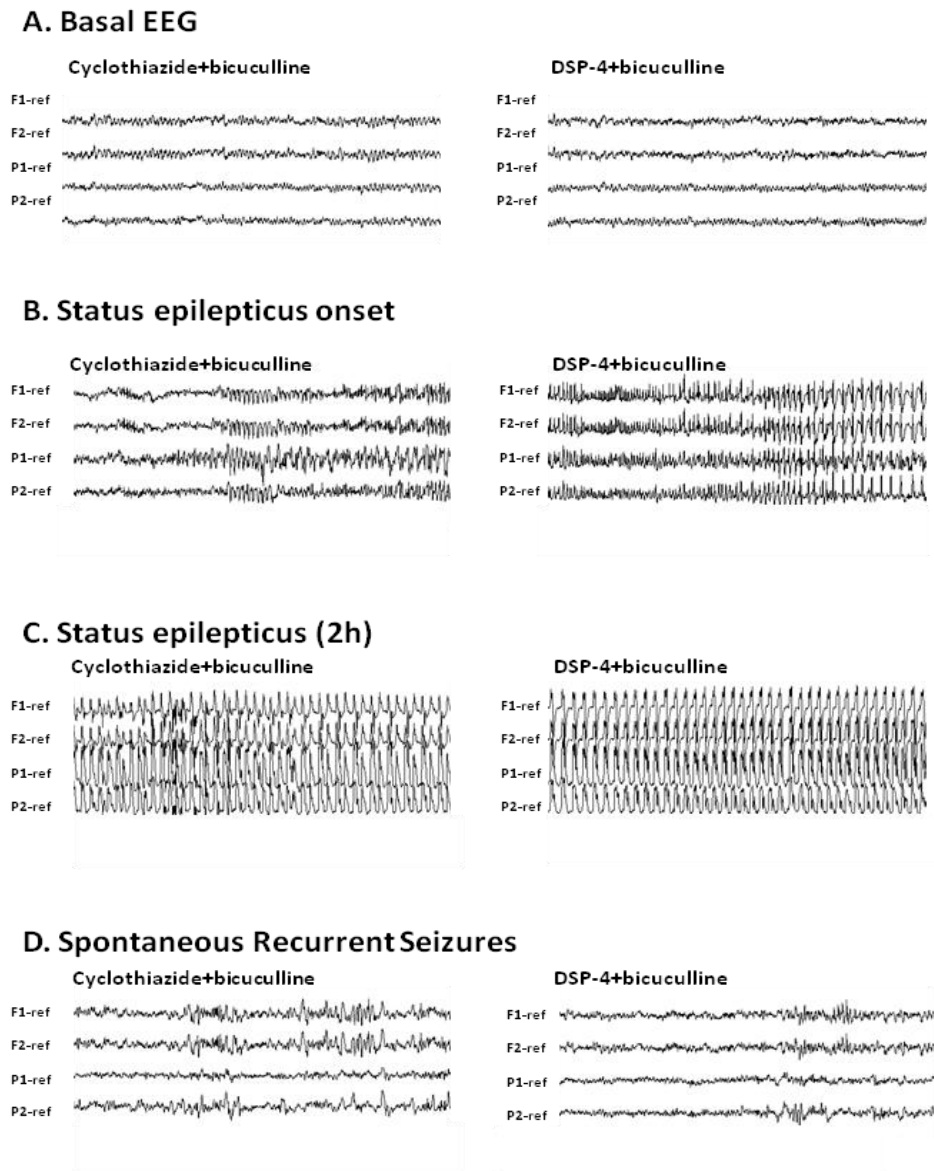 A. Basal EEG
Cyclothiazide+bicuculline
F1-ref
F2-ref
P1-ref
P2-ref
DSP-4+bicuculline
F1-ref
F2-ref
P1-ref
P2-ref
B. Status epilepticus onset
Cyclothiazide+bicuculline
F1-ref
F2-ref
P1-ref
P2-ref
DSP-4+bicuculline
F1-ref
F2-ref
P1-ref
P2-ref
C. Status epilepticus (2h)
Cyclothiazide+bicuculline
F1-ref
F2-ref
P1-ref
P2-ref
DSP-4+bicuculline
F1-ref
F2-ref
P1-ref
P2-ref
D. Spontaneous Recurrent Seizures
Cyclothiazide+bicuculline
F1-ref
F2-ref
P1-ref
P2-ref
DSP-4+bicuculline
F1-ref
F2-ref
P1-ref
P2-ref